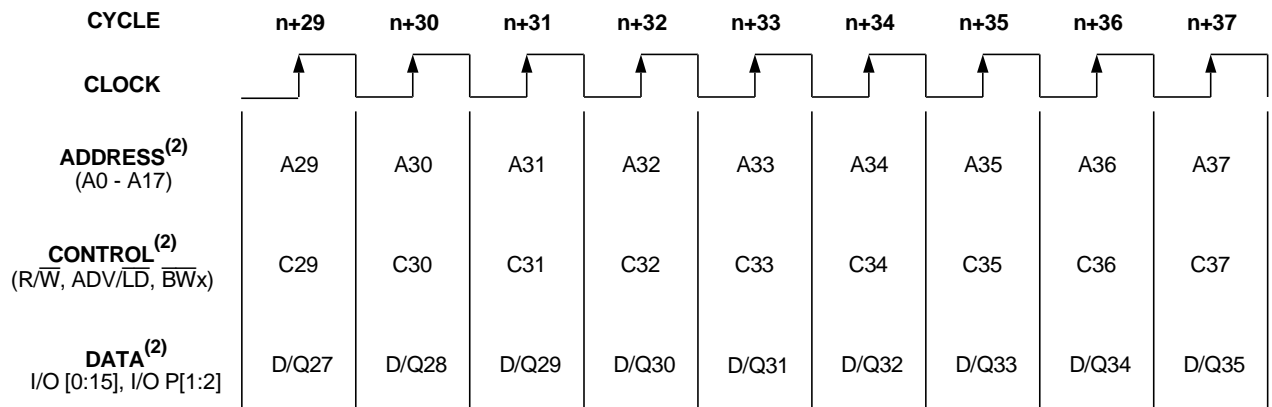 CYCLE n+29 n+30 n+31 n+32 n+33 n+34 n+35 n+36 n+37
CLOCK
ADDRESS(2)
(A0 - A17) A29 A30 A31 A32 A33 A34 A35 A36 A37
CONTROL(2)
(R/W̅, ADV/L̅D̅, B̅W̅x) C29 C30 C31 C32 C33 C34 C35 C36 C37
DATA(2)
I/O [0:15], I/O P[1:2] D/Q27 D/Q28 D/Q29 D/Q30 D/Q31 D/Q32 D/Q33 D/Q34 D/Q35